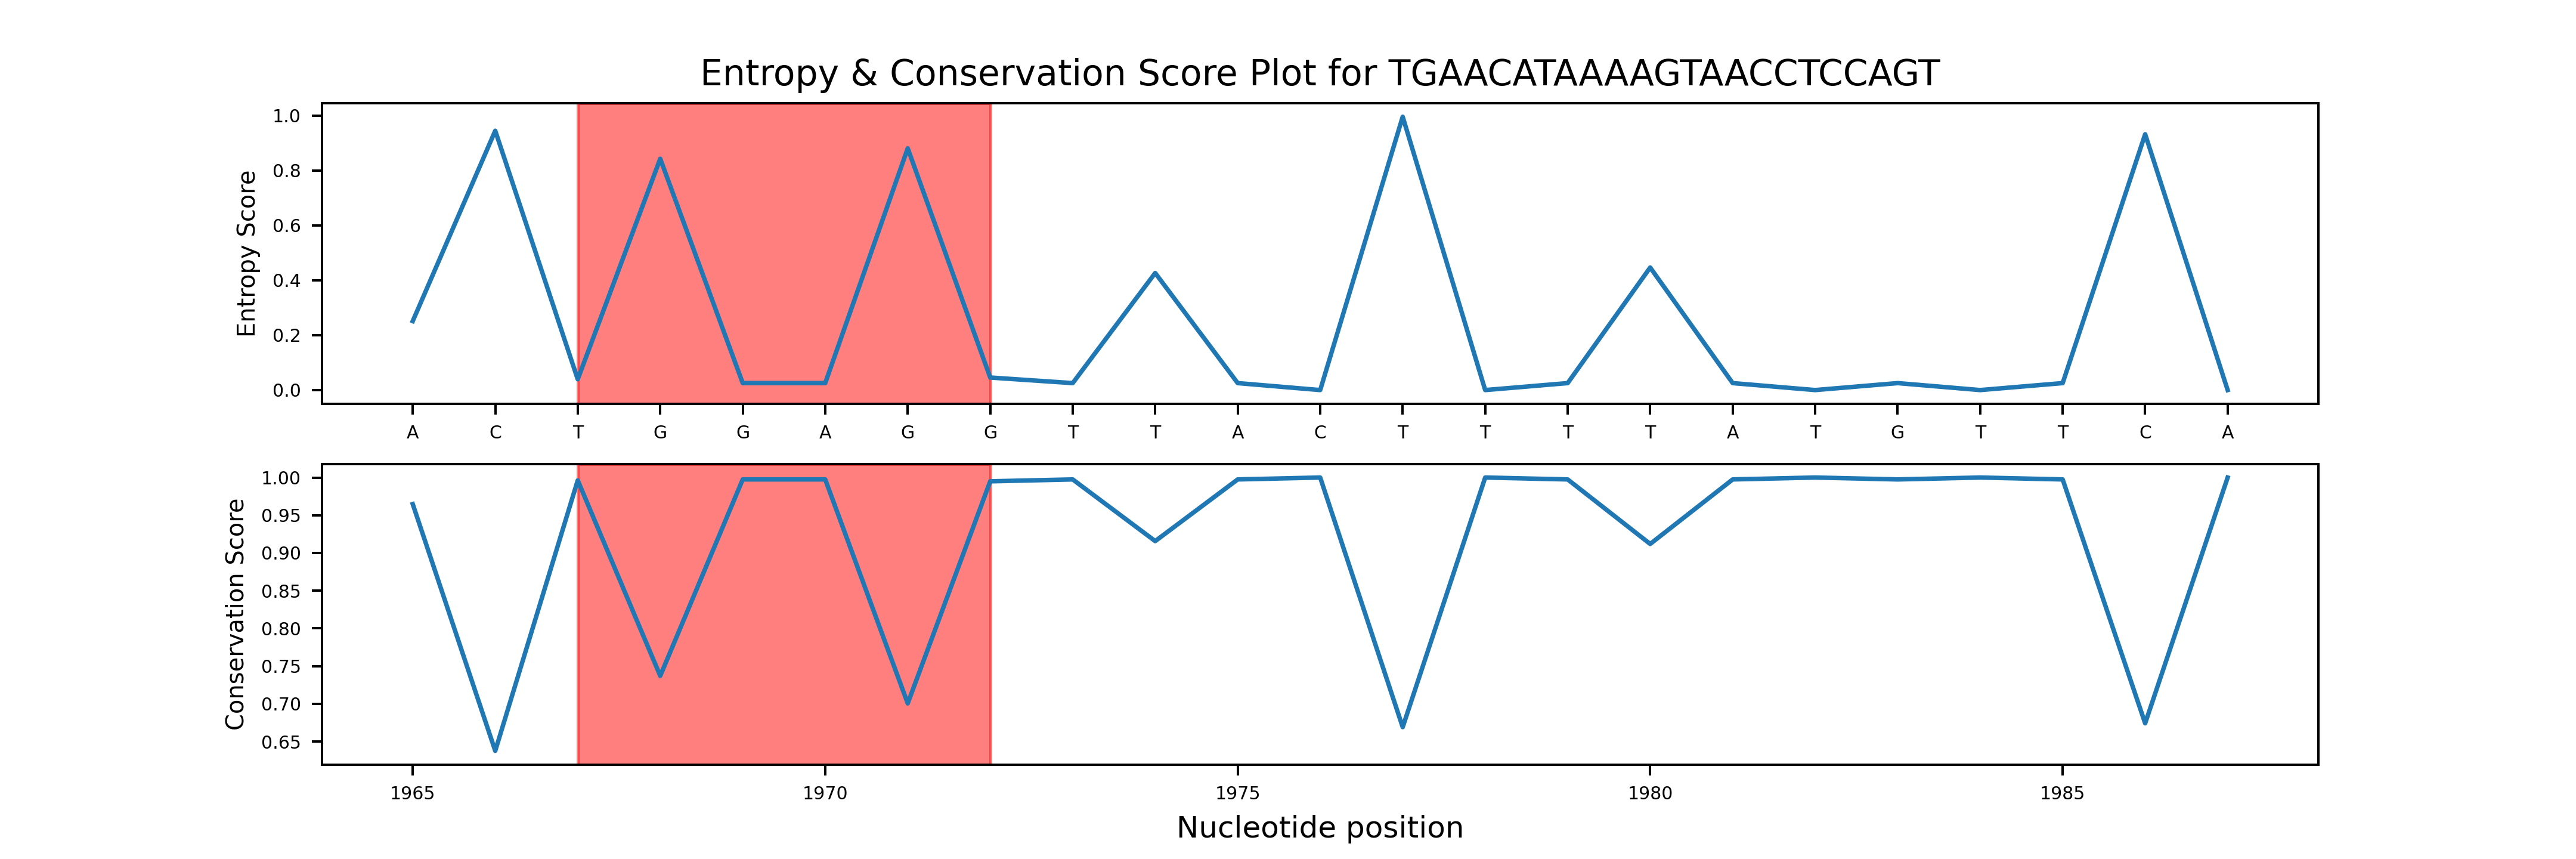 Entropy & Conservation Score Plot for TGAACATAAAAGTAACCTCCAGT
Entropy Score
1.0
0.8
0.6
0.4
0.2
0.0
A C T G G A G G T T A C T T T T A T G T T C A
Conservation Score
1.00
0.95
0.90
0.85
0.80
0.75
0.70
0.65
1965 1970 1975 1980 1985
Nucleotide position